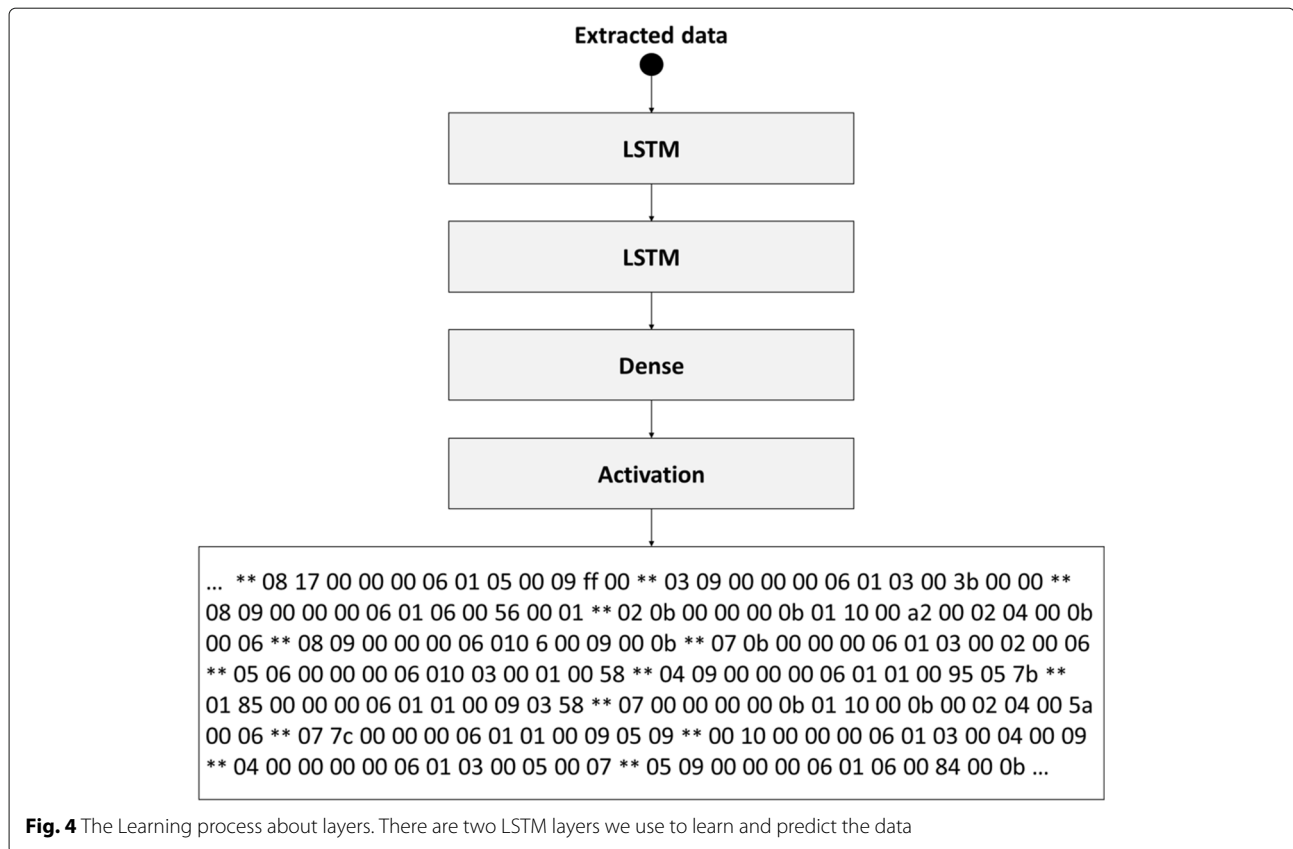 Extracted data
LSTM
LSTM
Dense
Activation
... ** 08 17 00 00 00 06 01 05 00 09 ff 00 ** 03 09 00 00 00 06 01 03 00 3b 00 00 **
08 09 00 00 00 06 01 06 00 56 00 01 ** 02 0b 00 00 00 0b 01 10 00 a2 00 02 04 00 0b
00 06 ** 08 09 00 00 00 06 010 6 00 09 00 0b ** 07 0b 00 00 00 06 01 03 00 02 00 06
** 05 06 00 00 00 06 010 03 00 01 00 58 ** 04 09 00 00 00 06 01 01 00 95 05 7b **
01 85 00 00 00 06 01 01 00 09 03 58 ** 07 00 00 00 00 0b 01 10 00 0b 00 02 04 00 5a
00 06 ** 07 7c 00 00 00 06 01 01 00 09 05 09 ** 00 10 00 00 00 06 01 03 00 04 00 09
** 04 00 00 00 00 06 01 03 00 05 00 07 ** 05 09 00 00 00 06 01 06 00 84 00 0b ...
Fig. 4 The Learning process about layers. There are two LSTM layers we use to learn and predict the data